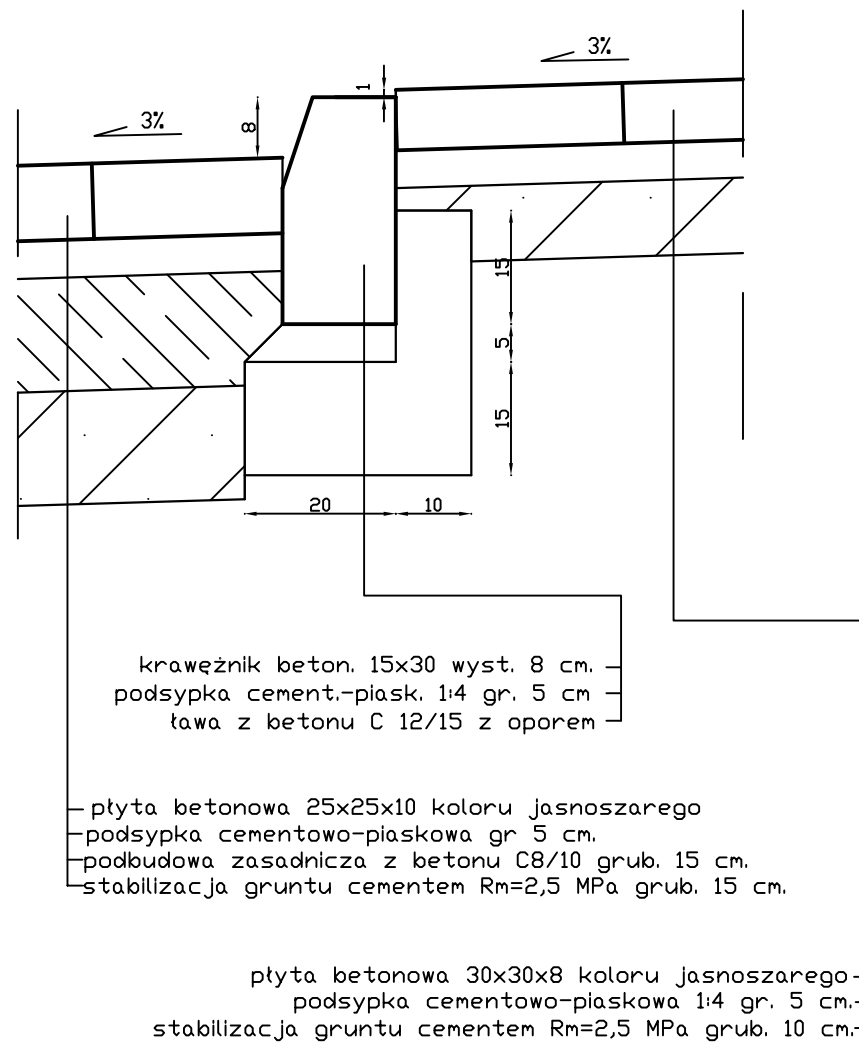 3%
1
3%
8
15
5
15
20
10
krawężnik beton. 15x30 wyst. 8 cm.
podsypka cement.-piask. 1:4 gr. 5 cm
ława z betonu C 12/15 z oporem
płyta betonowa 25x25x10 koloru jasnoszarego
podsypka cementowo-piaskowa gr 5 cm.
podbudowa zasadnicza z betonu C8/10 grub. 15 cm.
stabilizacja gruntu cementem Rm=2,5 MPa grub. 15 cm.
płyta betonowa 30x30x8 koloru jasnoszarego
podsypka cementowo-piaskowa 1:4 gr. 5 cm.
stabilizacja gruntu cementem Rm=2,5 MPa grub. 10 cm.